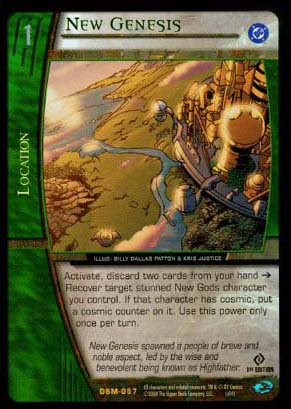 1
NEW GENESIS
LOCATION
ILLUS: BILLY DALLAS PATTON & KRIS JUSTICE
Activate, discard two cards from your hand →
Recover target stunned New Gods character
you control. If that character has cosmic, put
a cosmic counter on it. Use this power only
once per turn.
New Genesis spawned a people of brave and
noble aspect, led by the wise and
benevolent being known as Highfather.
DSM-057
1st EDITION